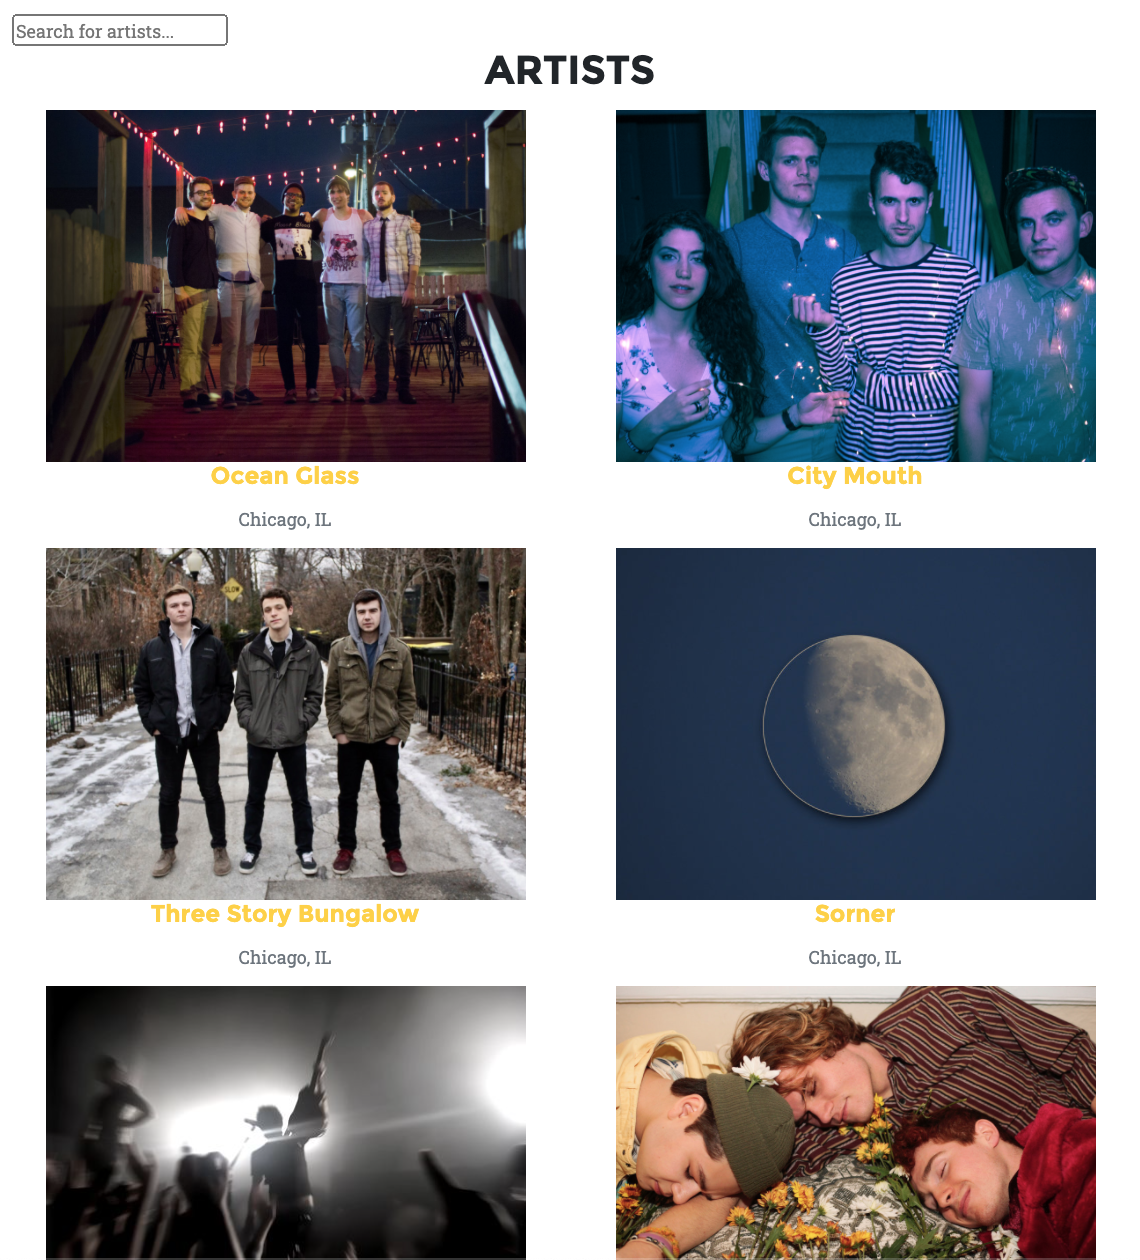 Search for artists...
ARTISTS
Ocean Glass
City Mouth
Chicago, IL
Chicago, IL
SLOW
Three Story Bungalow
Sorner
Chicago, IL
Chicago, IL